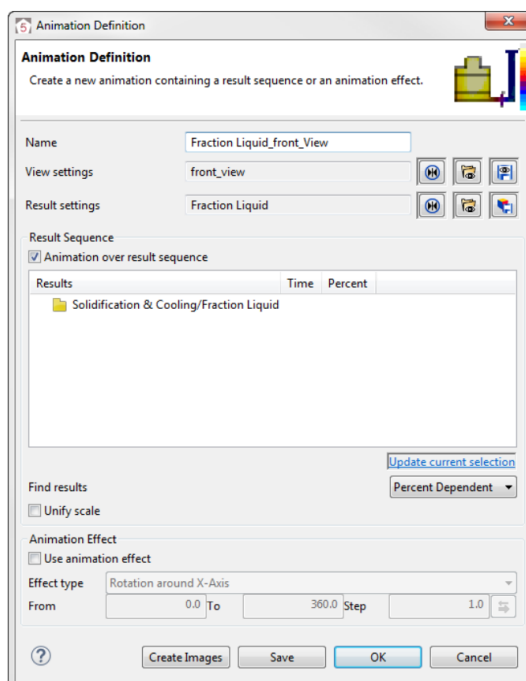 5 Animation Definition
Animation Definition
Create a new animation containing a result sequence or an animation effect.
Name Fraction Liquid_front_View
View settings front_view
Result settings Fraction Liquid
Result Sequence
Animation over result sequence
Results Time Percent
Solidification & Cooling/Fraction Liquid
Update current selection
Find results Percent Dependent
Unify scale
Animation Effect
Use animation effect
Effect type Rotation around X-Axis
From 0.0 To 360.0 Step 1.0
? Create Images Save OK Cancel